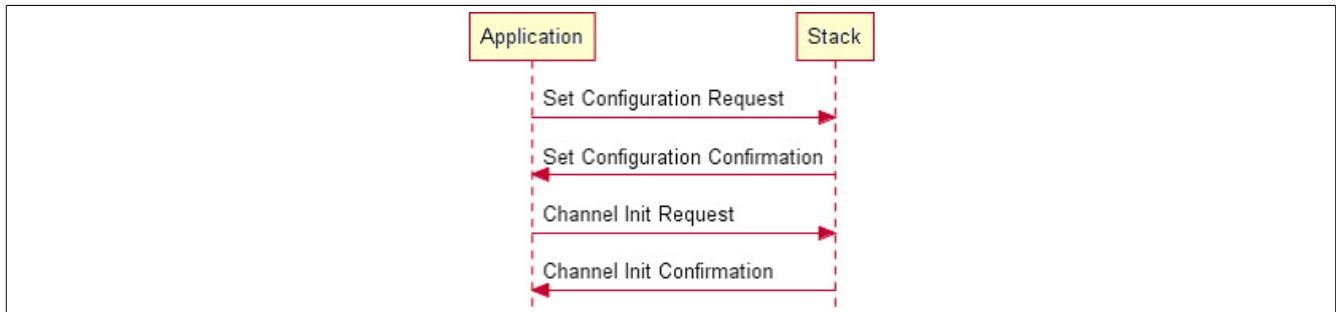 Application
Stack
Set Configuration Request
Set Configuration Confirmation
Channel Init Request
Channel Init Confirmation